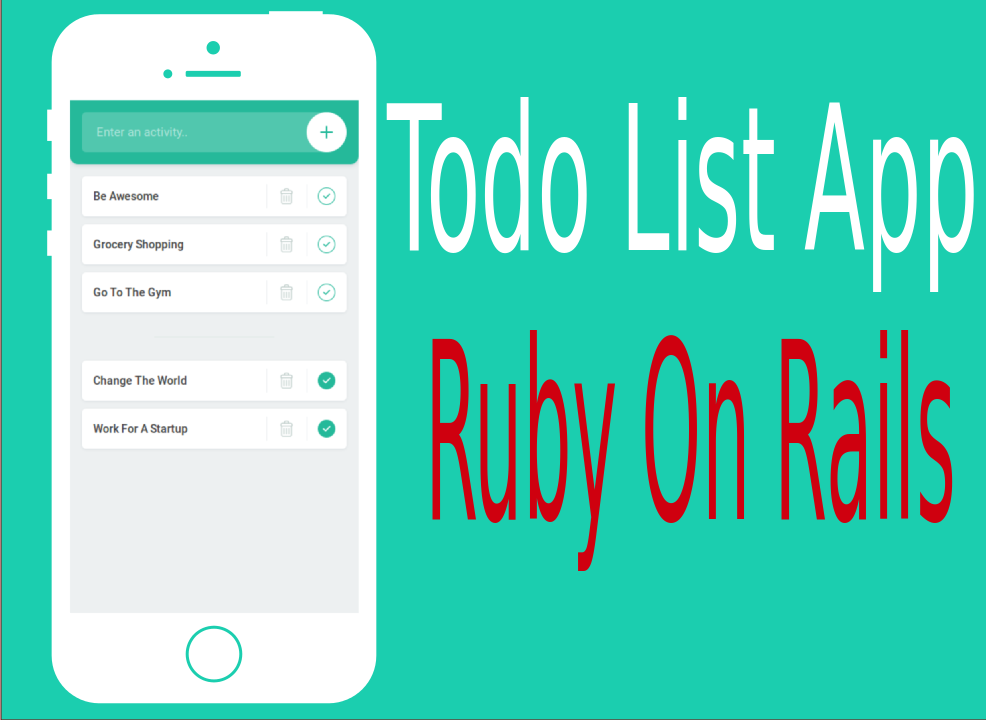 Enter an activity..
Be Awesome
Grocery Shopping
Go To The Gym
Change The World
Work For A Startup
Todo List App
Ruby On Rails